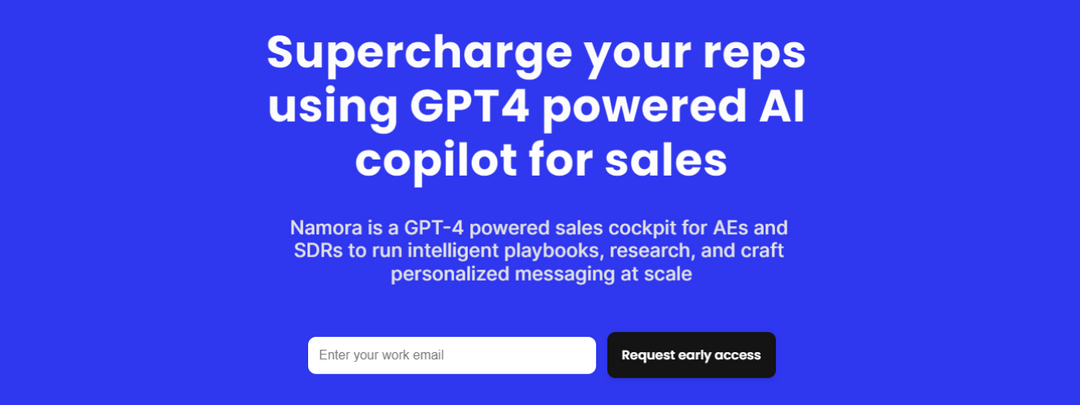 Supercharge your reps
using GPT4 powered AI
copilot for sales
Namora is a GPT-4 powered sales cockpit for AEs and
SDRs to run intelligent playbooks, research, and craft
personalized messaging at scale
Enter your work email
Request early access